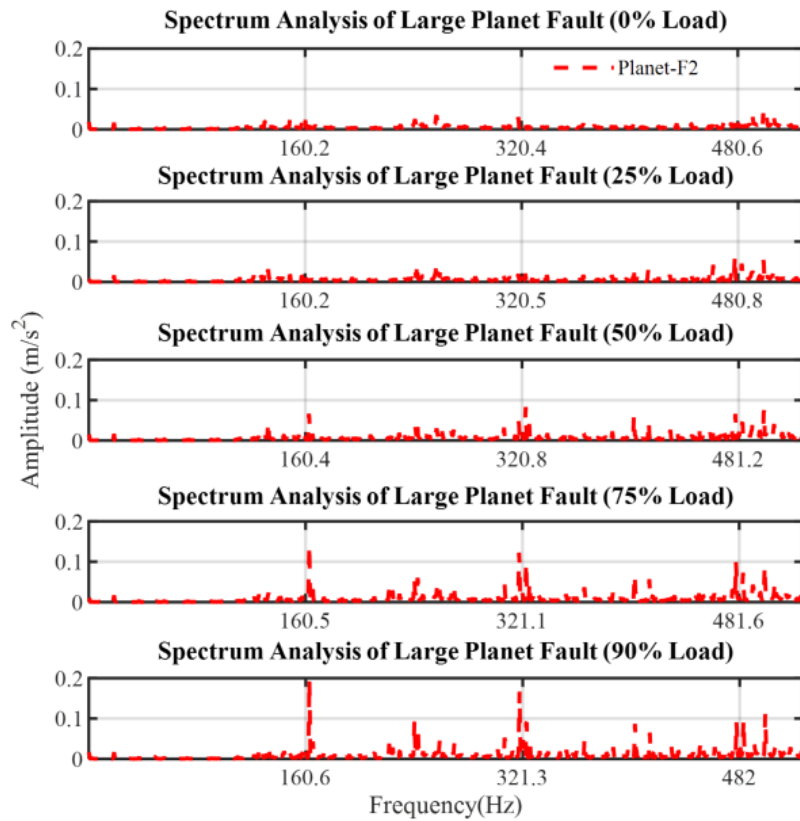 Spectrum Analysis of Large Planet Fault (0% Load)
0.2
Planet-F2
0.1
0
160.2 320.4 480.6
Spectrum Analysis of Large Planet Fault (25% Load)
0.2
0.1
0
160.2 320.5 480.8
Spectrum Analysis of Large Planet Fault (50% Load)
0.2
0.1
0
160.4 320.8 481.2
Spectrum Analysis of Large Planet Fault (75% Load)
0.2
0.1
0
160.5 321.1 481.6
Spectrum Analysis of Large Planet Fault (90% Load)
0.2
0.1
0
160.6 321.3 482
Frequency(Hz)
Amplitude (m/s²)